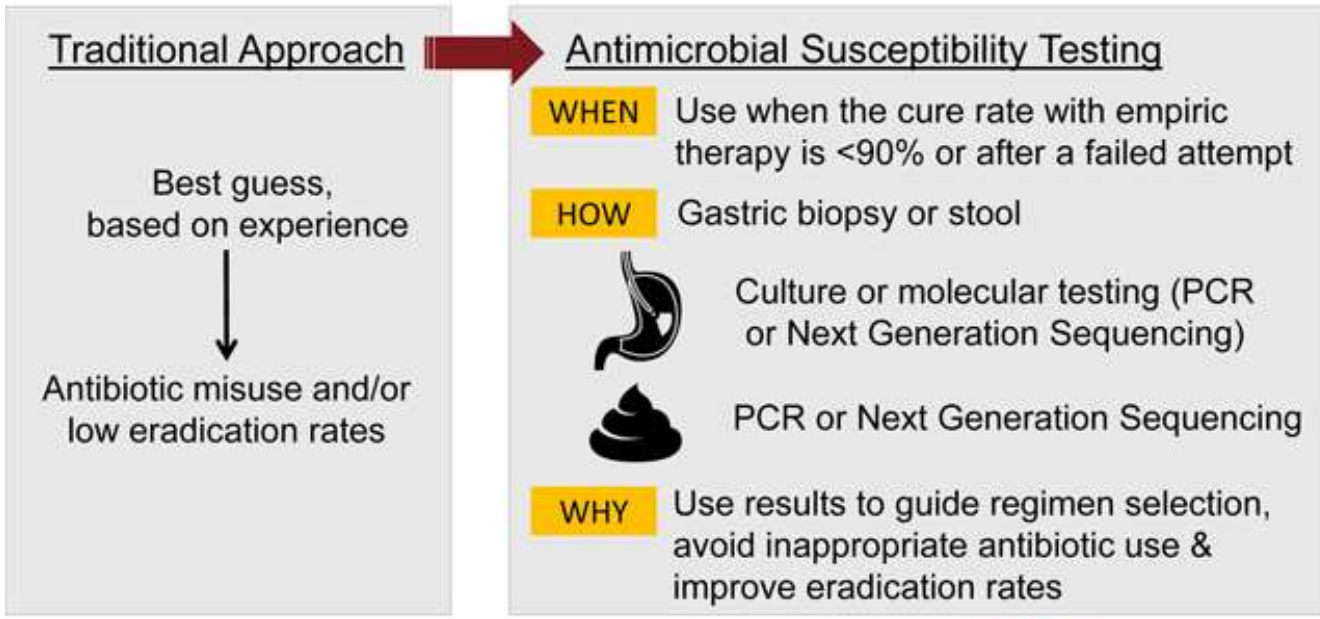 Traditional Approach
Best guess,
based on experience
Antibiotic misuse and/or
low eradication rates
Antimicrobial Susceptibility Testing
WHEN
Use when the cure rate with empiric
therapy is <90% or after a failed attempt
HOW
Gastric biopsy or stool
Culture or molecular testing (PCR
or Next Generation Sequencing)
PCR or Next Generation Sequencing
WHY
Use results to guide regimen selection,
avoid inappropriate antibiotic use &
improve eradication rates